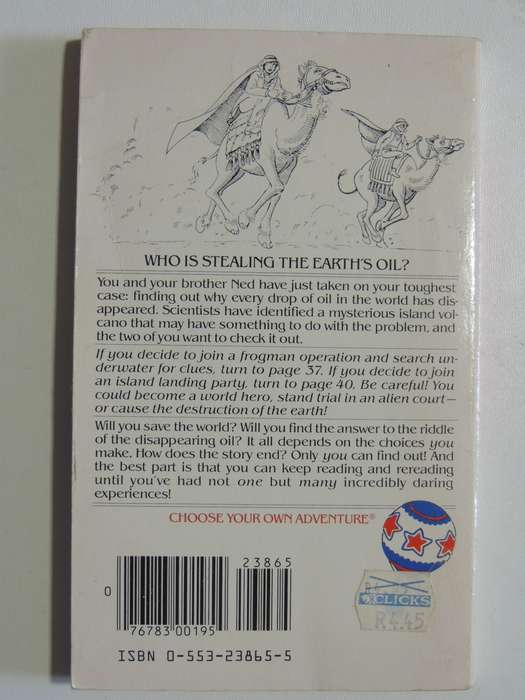 WHO IS STEALING THE EARTH'S OIL?
You and your brother Ned have just taken on your toughest
case: finding out why every drop of oil in the world has dis-
appeared. Scientists have identified a mysterious island vol-
cano that may have something to do with the problem, and
the two of you want to check it out.
If you decide to join a frogman operation and search un-
derwater for clues, turn to page 37. If you decide to join
an island landing party, turn to page 40. Be careful! You
could become a world hero, stand trial in an alien court—
or cause the destruction of the earth!
Will you save the world? Will you find the answer to the riddle
of the disappearing oil? It all depends on the choices you
make. How does the story end? Only you can find out! And
the best part is that you can keep reading and rereading
until you've had not one but many incredibly daring
experiences!
CHOOSE YOUR OWN ADVENTURE®
23865
0
76783 00195
CLICKS
R4.45
ISBN 0-553-23865-5